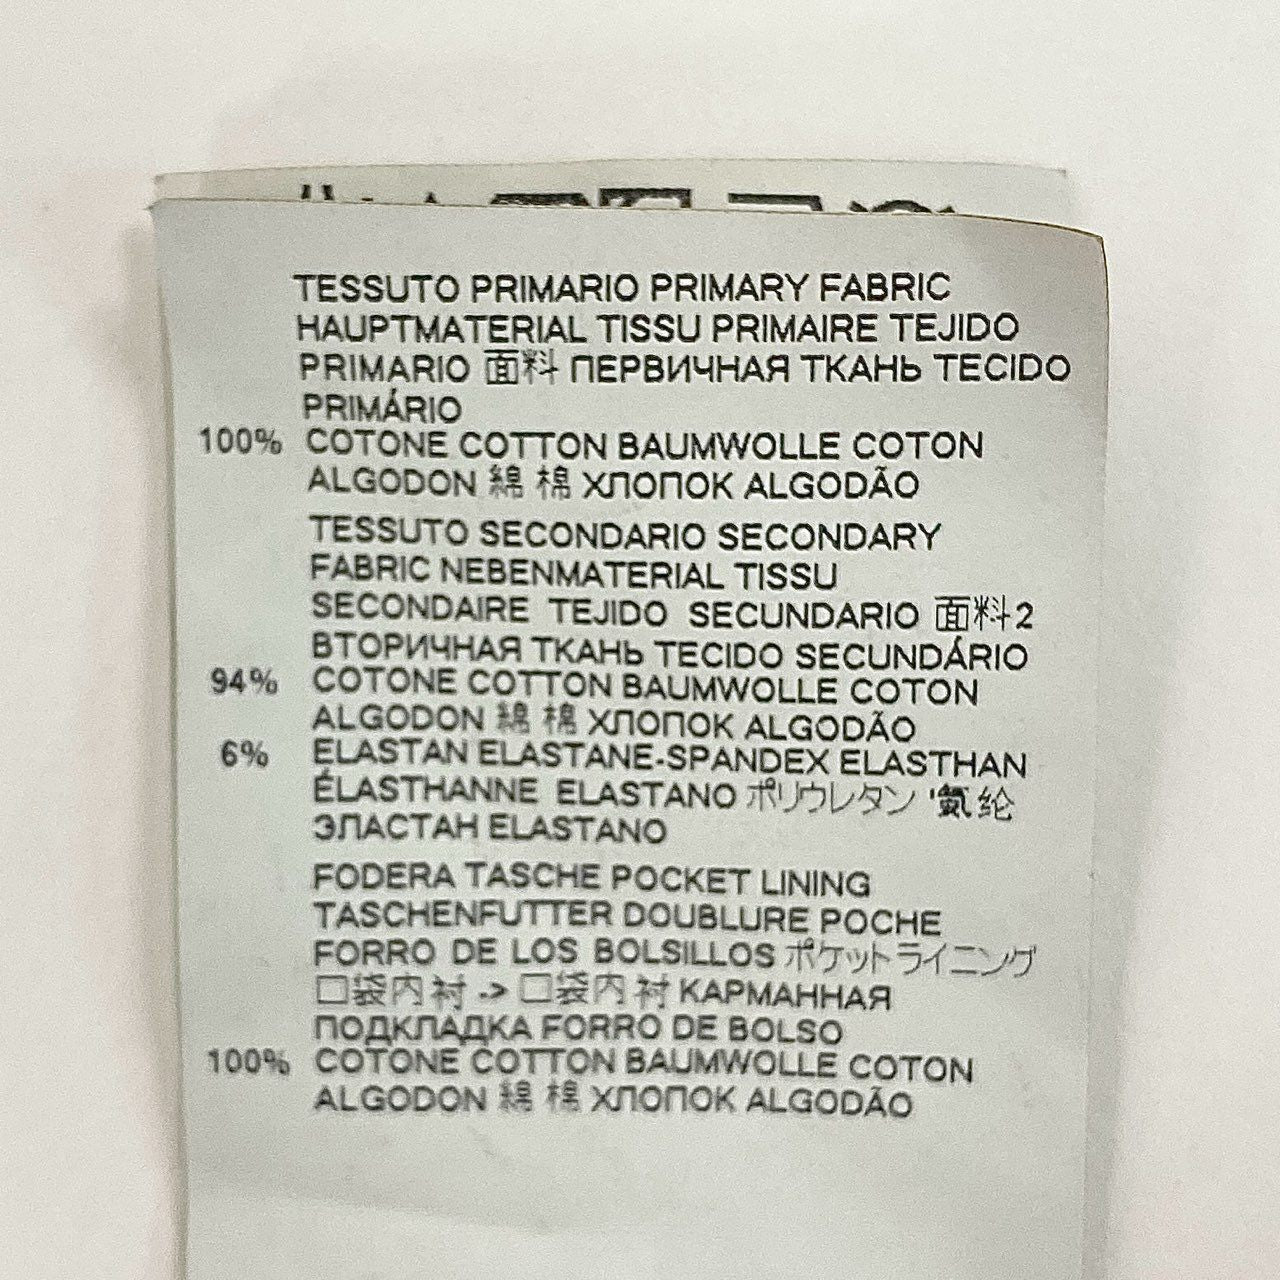 TESSUTO PRIMARIO PRIMARY FABRIC
HAUPTMATERIAL TISSU PRIMAIRE TEJIDO
PRIMARIO 面料 ПЕРВИЧНАЯ ТКАНЬ TECIDO
PRIMÁRIO
100% COTONE COTTON BAUMWOLLE COTON
ALGODON 綿 棉 ХЛОПОК ALGODÃO
TESSUTO SECONDARIO SECONDARY
FABRIC NEBENMATERIAL TISSU
SECONDAIRE TEJIDO SECUNDARIO 面料2
ВТОРИЧНАЯ ТКАНЬ TECIDO SECUNDÁRIO
94% COTONE COTTON BAUMWOLLE COTON
ALGODON 綿 棉 ХЛОПОК ALGODÃO
6% ELASTAN ELASTANE-SPANDEX ELASTHAN
ÉLASTHANNE ELASTANO ポリウレタン '氨纶
ЭЛАСТАН ELASTANO
FODERA TASCHE POCKET LINING
TASCHENFUTTER DOUBLURE POCHE
FORRO DE LOS BOLSILLOS ポケットライニング
口袋内衬 -> 口袋内衬 КАРМАННАЯ
ПОДКЛАДКА FORRO DE BOLSO
100% COTONE COTTON BAUMWOLLE COTON
ALGODON 綿 棉 ХЛОПОК ALGODÃO